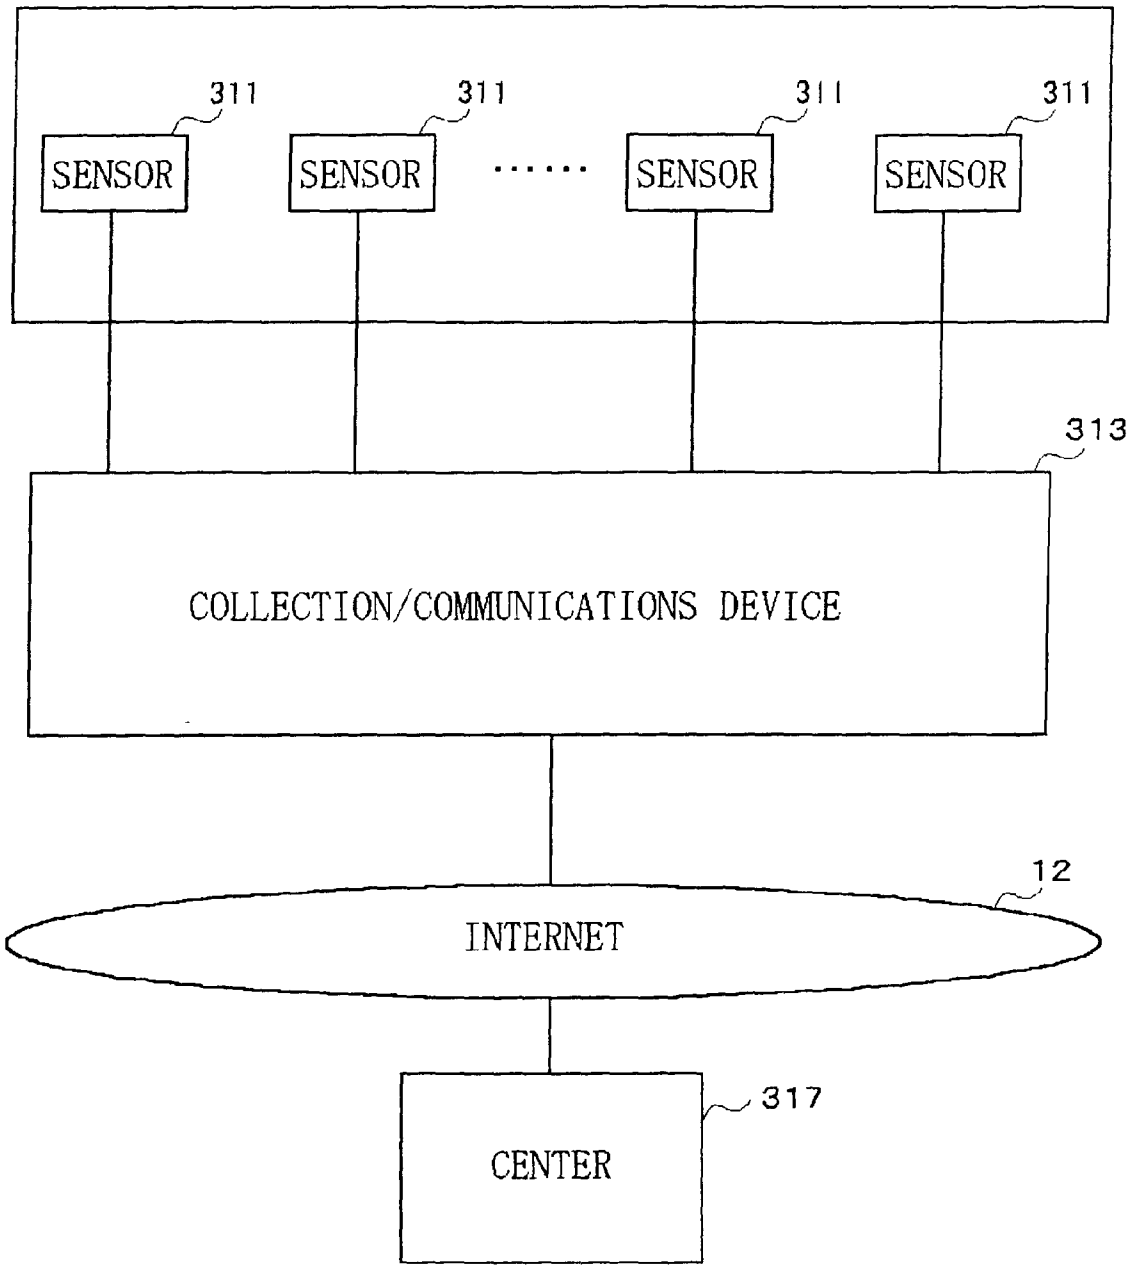 311 311 311 311
SENSOR SENSOR ...... SENSOR SENSOR
313
COLLECTION/COMMUNICATIONS DEVICE
12
INTERNET
317
CENTER